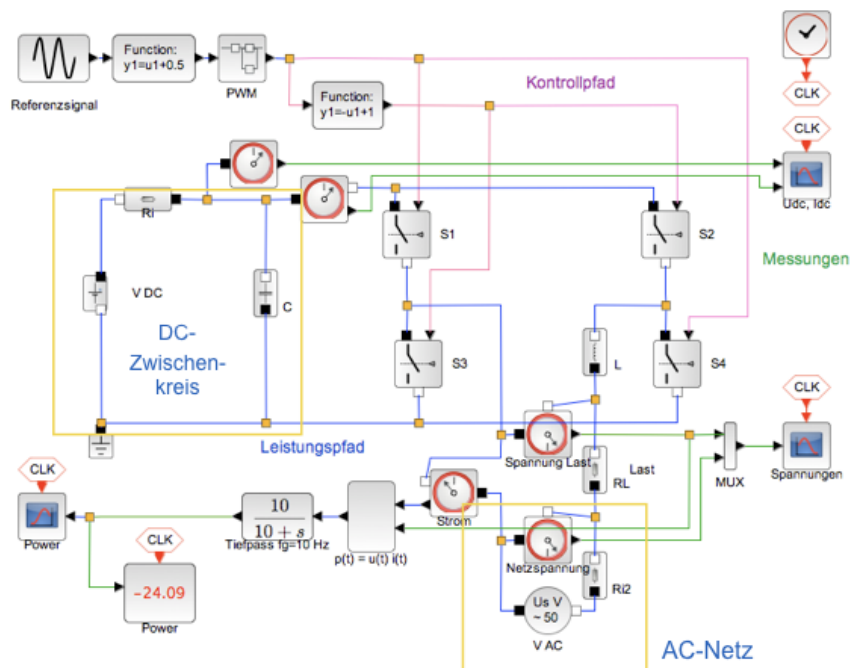 Referenzsignal
Function:
y1=u1+0.5
PWM
Function:
y1=-u1+1
Kontrollpfad
CLK
CLK
Udc, Idc
Ri
S1
S2
Messungen
V DC
C
DC-
Zwischen-
kreis
S3
L
S4
CLK
Leistungspfad
Spannung Last
Last
RL
MUX
Spannungen
CLK
Power
10
10 + s
Tiefpass fg=10 Hz
p(t) = u(t) i(t)
Strom
Netzspannung
Ri2
CLK
-24.09
Power
Us V
~ 50
V AC
AC-Netz